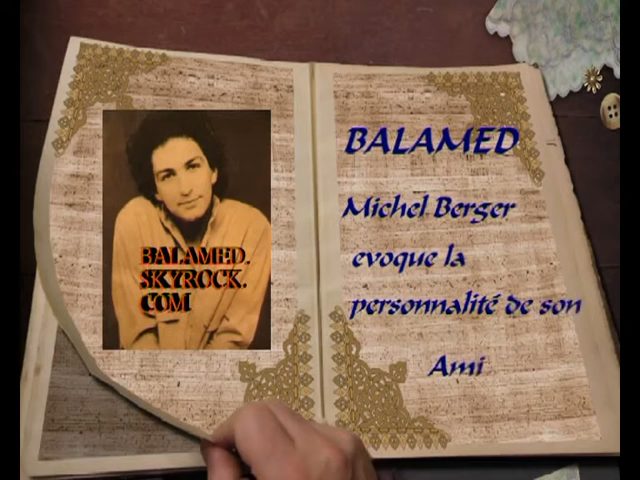 BALAMED.
SKYROCK.
COM
BALAMED
Michel Berger
evoque la
personnalité de son
Ami